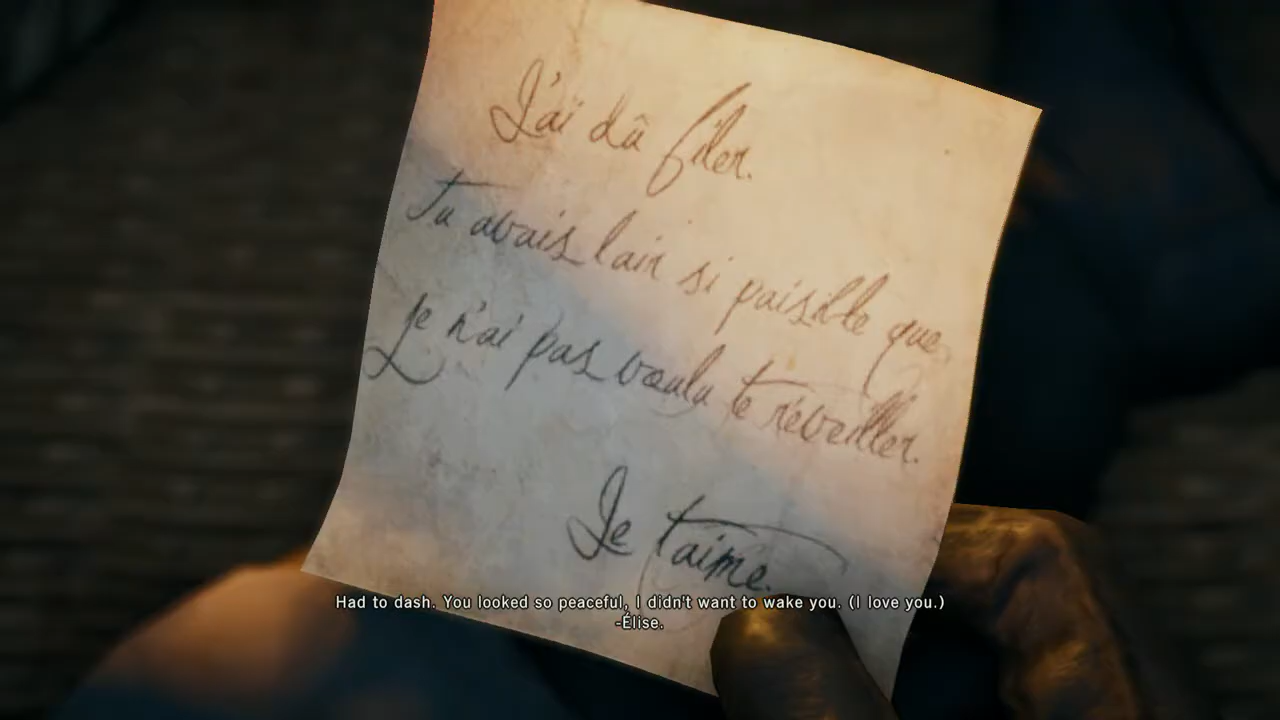 J'ai dû filer.
Tu avais l'air si paisible que
je n'ai pas voulu te réveiller.
Je t'aime.
Had to dash. You looked so peaceful, I didn't want to wake you. (I love you.)
-Élise.